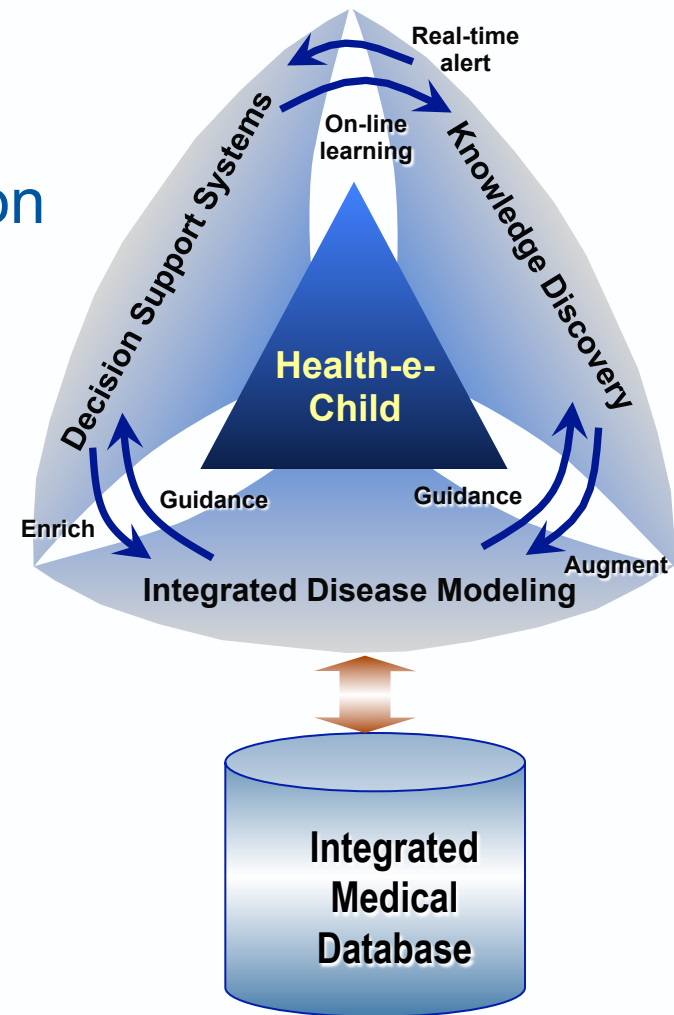 Real-time
alert
On-line
learning
on
Decision Support Systems
Knowledge Discovery
Health-e-
Child
Guidance
Guidance
Enrich
Augment
Integrated Disease Modeling
Integrated
Medical
Database